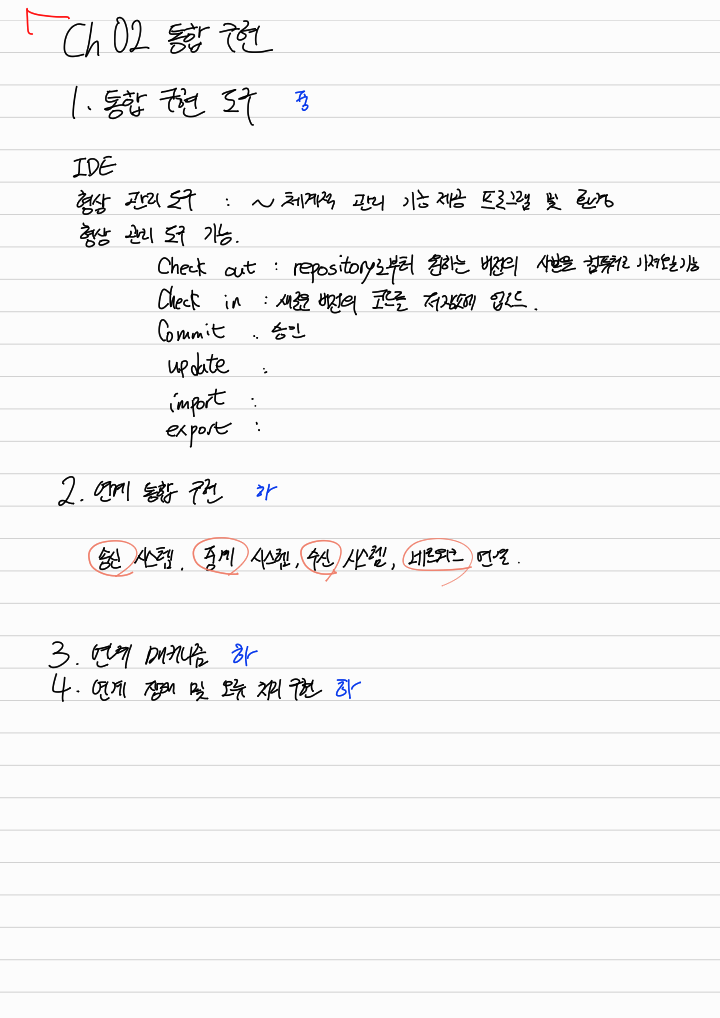 Ch 02 통합 구현
1. 통합 구현 도구 중
IDE
형상 관리 도구 : ~ 체계적 관리 기능 제공 프로그램 및 환경
형상 관리 도구 기능.
Check out : repository로부터 원하는 버전의 사본을 컴퓨터로 가져오는 기능
Check in : 새로운 버전의 코드를 저장소에 업로드.
Commit : 승인
update :
import :
export :
2. 연계 통합 구현 하
송신 시스템, 중계 시스템, 수신 시스템, 네트워크 연결.
3. 연계 매커니즘 하
4. 연계 장애 및 오류 처리 구현 하